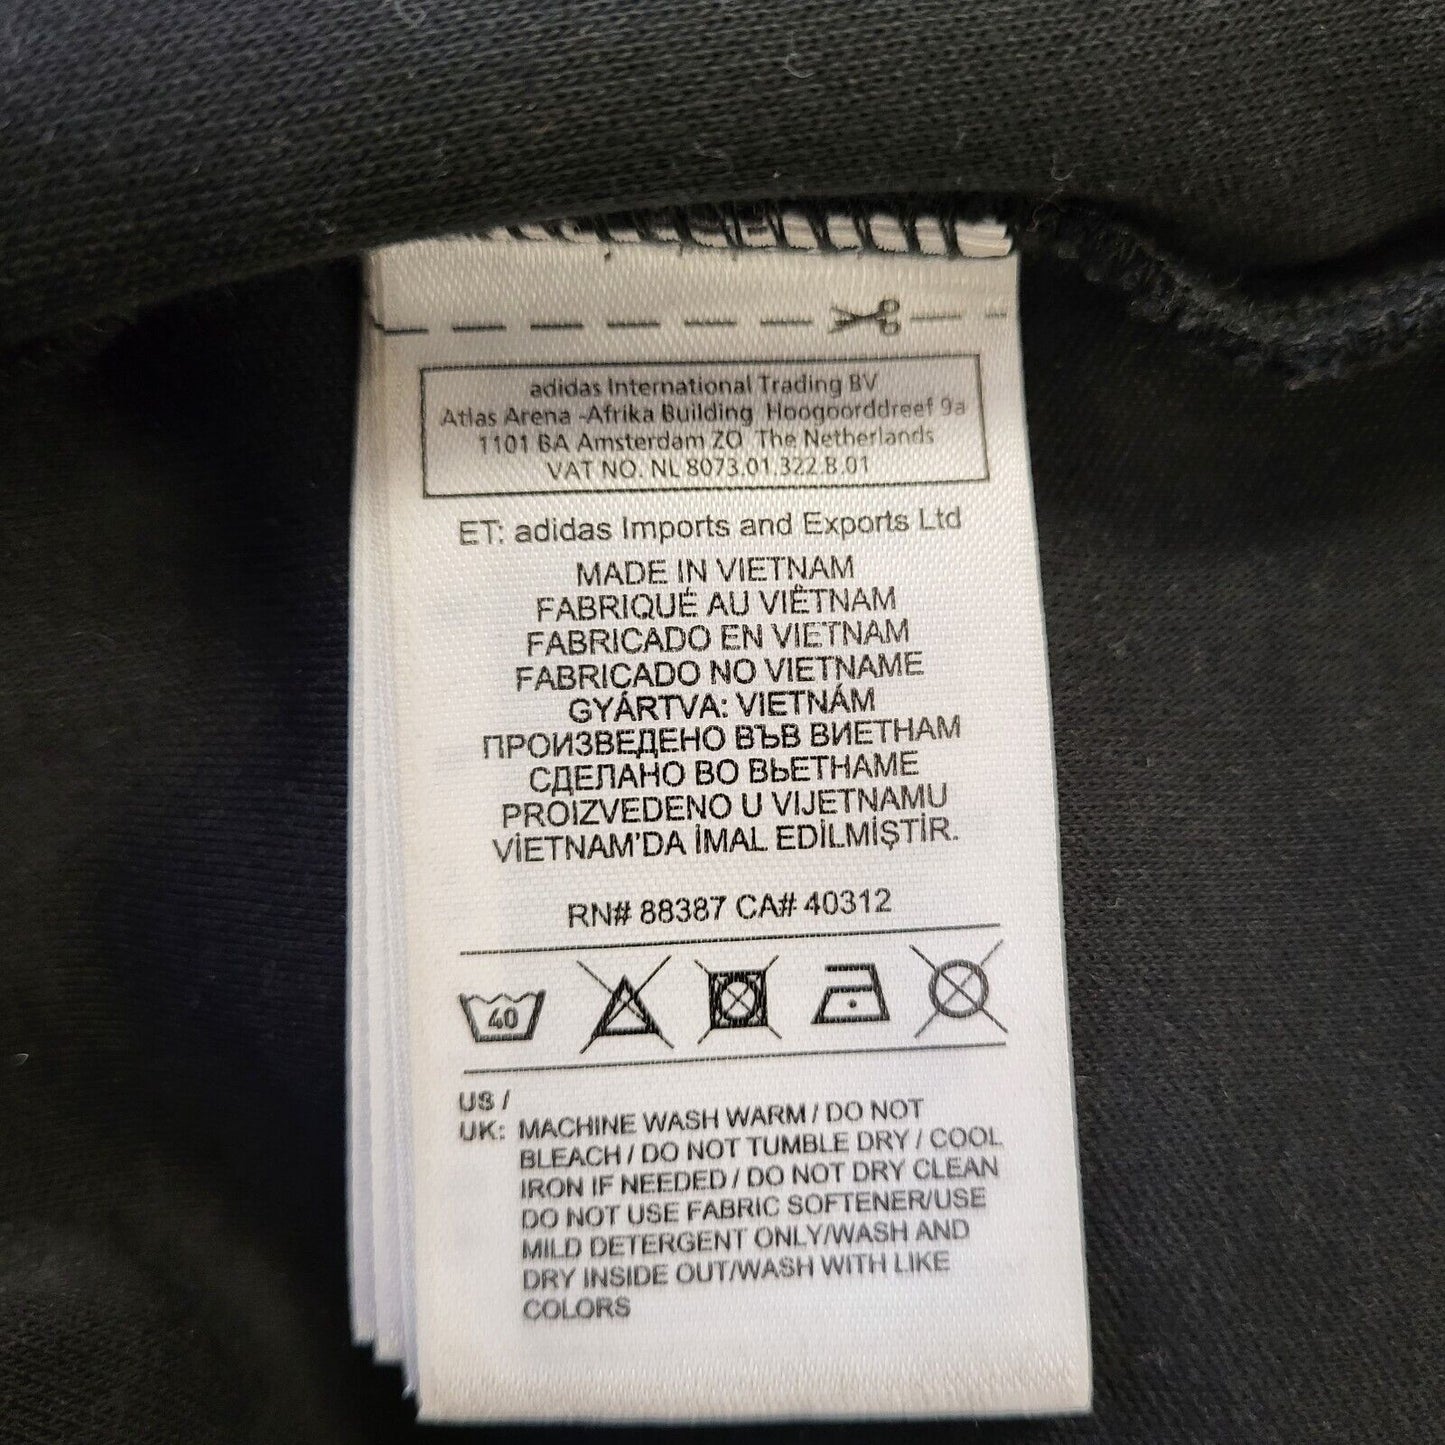 adidas International Trading BV
Atlas Arena -Afrika Building, Hoogoorddreef 9a
1101 BA Amsterdam ZO, The Netherlands
VAT NO. NL 8073.01.322.B.01
ET: adidas Imports and Exports Ltd
MADE IN VIETNAM
FABRIQUÉ AU VIÊTNAM
FABRICADO EN VIETNAM
FABRICADO NO VIETNAME
GYÁRTVA: VIETNÁM
ПРОИЗВЕДЕНО ВЪВ ВИЕТНАМ
СДЕЛАНО ВО ВЬЕТНАМЕ
PROIZVEDENO U VIJETNAMU
VİETNAM'DA İMAL EDİLMİŞTİR.
RN# 88387 CA# 40312
40
US /
UK: MACHINE WASH WARM / DO NOT
BLEACH / DO NOT TUMBLE DRY / COOL
IRON IF NEEDED / DO NOT DRY CLEAN
DO NOT USE FABRIC SOFTENER/USE
MILD DETERGENT ONLY/WASH AND
DRY INSIDE OUT/WASH WITH LIKE
COLORS